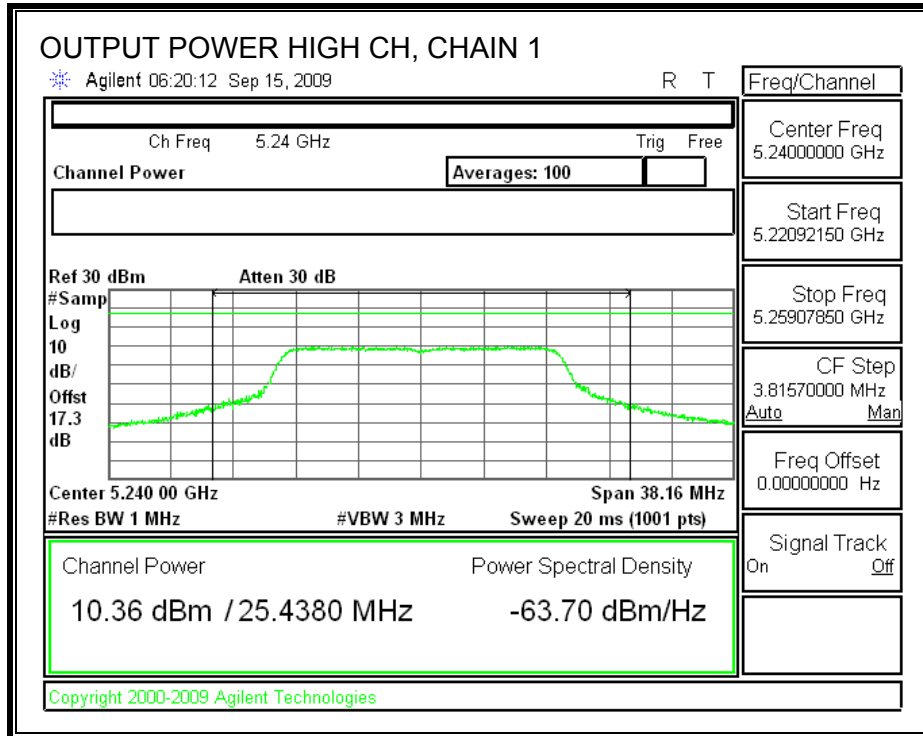 OUTPUT POWER HIGH CH, CHAIN 1
Agilent 06:20:12 Sep 15, 2009 R T
Freq/Channel
Ch Freq 5.24 GHz Trig Free
Channel Power Averages: 100
Center Freq
5.24000000 GHz
Start Freq
5.22092150 GHz
Stop Freq
5.25907850 GHz
CF Step
3.81570000 MHz
Auto Man
Freq Offset
0.00000000 Hz
Signal Track
On Off
Ref 30 dBm Atten 30 dB
#Samp
Log
10
dB/
Offst
17.3
dB
Center 5.240 00 GHz Span 38.16 MHz
#Res BW 1 MHz #VBW 3 MHz Sweep 20 ms (1001 pts)
Channel Power Power Spectral Density
10.36 dBm / 25.4380 MHz -63.70 dBm/Hz
Copyright 2000-2009 Agilent Technologies